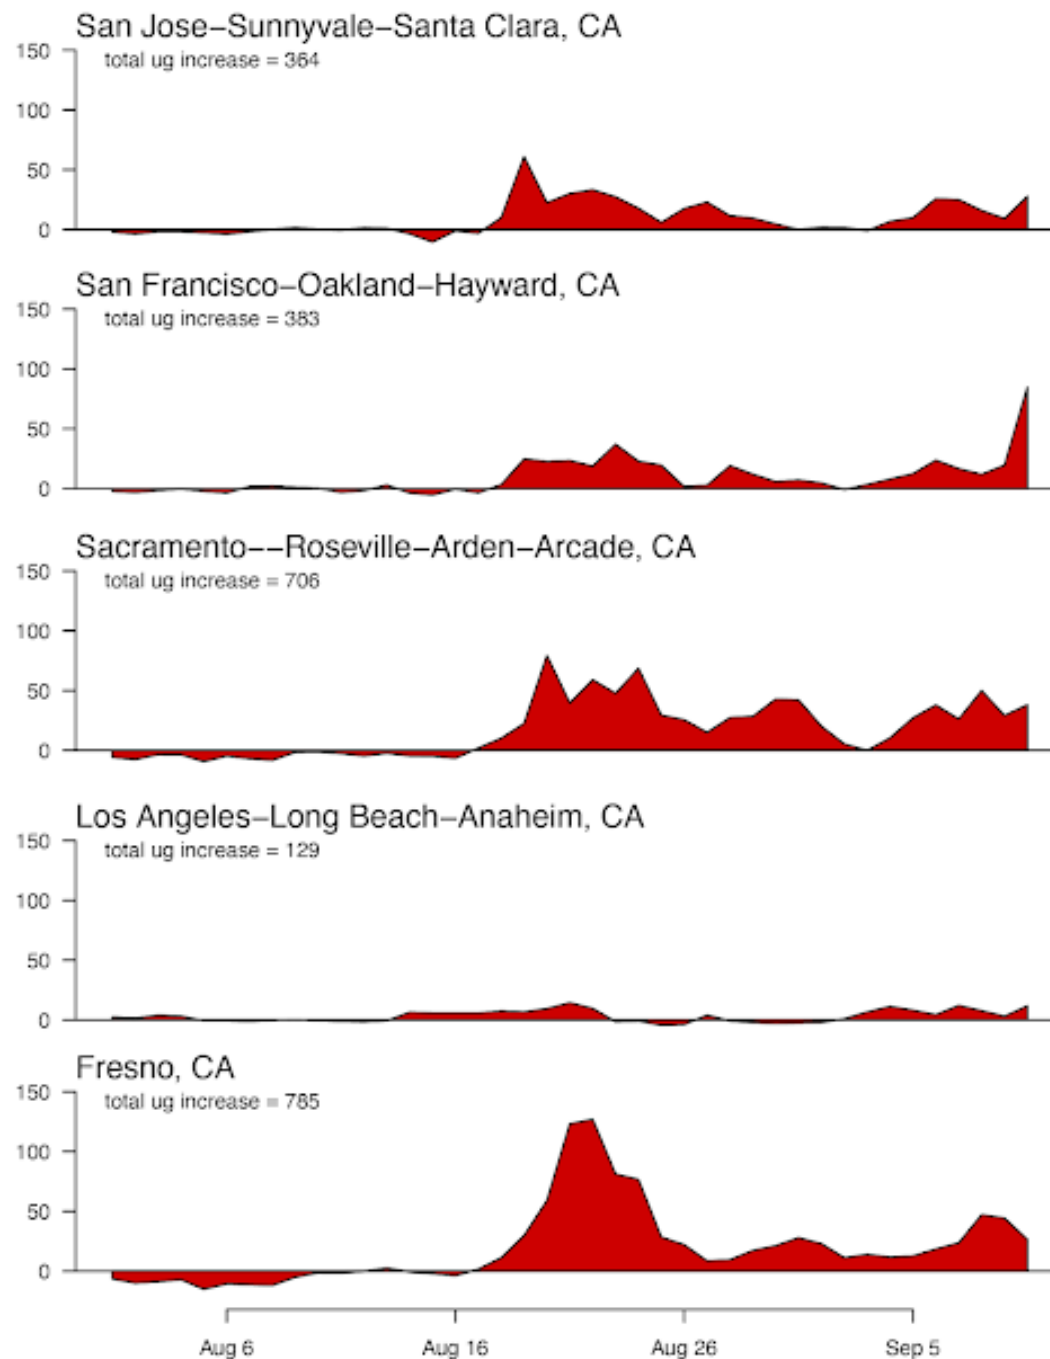 San Jose−Sunnyvale−Santa Clara, CA
150
total ug increase = 364
100
50
0
San Francisco−Oakland−Hayward, CA
150
total ug increase = 383
100
50
0
Sacramento−−Roseville−Arden−Arcade, CA
150
total ug increase = 706
100
50
0
Los Angeles−Long Beach−Anaheim, CA
150
total ug increase = 129
100
50
0
Fresno, CA
150
total ug increase = 785
100
50
0
Aug 6 Aug 16 Aug 26 Sep 5